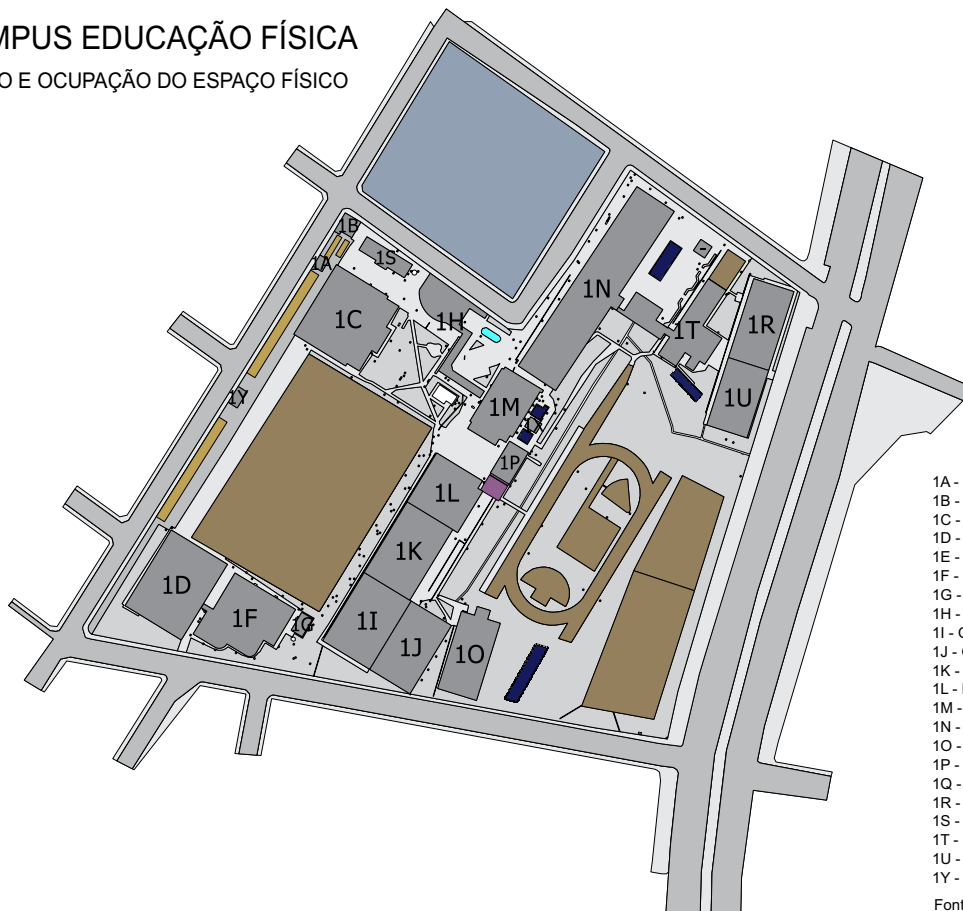 MPUS EDUCAÇÃO FÍSICA
O E OCUPAÇÃO DO ESPAÇO FÍSICO
1B
1A
1S
1C
1H
1N
1T
1R
1U
1Y
1M
1P
1L
1K
1D
1F
1G
1I
1J
1O
1A -
1B -
1C -
1D -
1E -
1F -
1G -
1H -
1I -
1J -
1K -
1L -
1M -
1N -
1O -
1P -
1Q -
1R -
1S -
1T -
1U -
1Y -